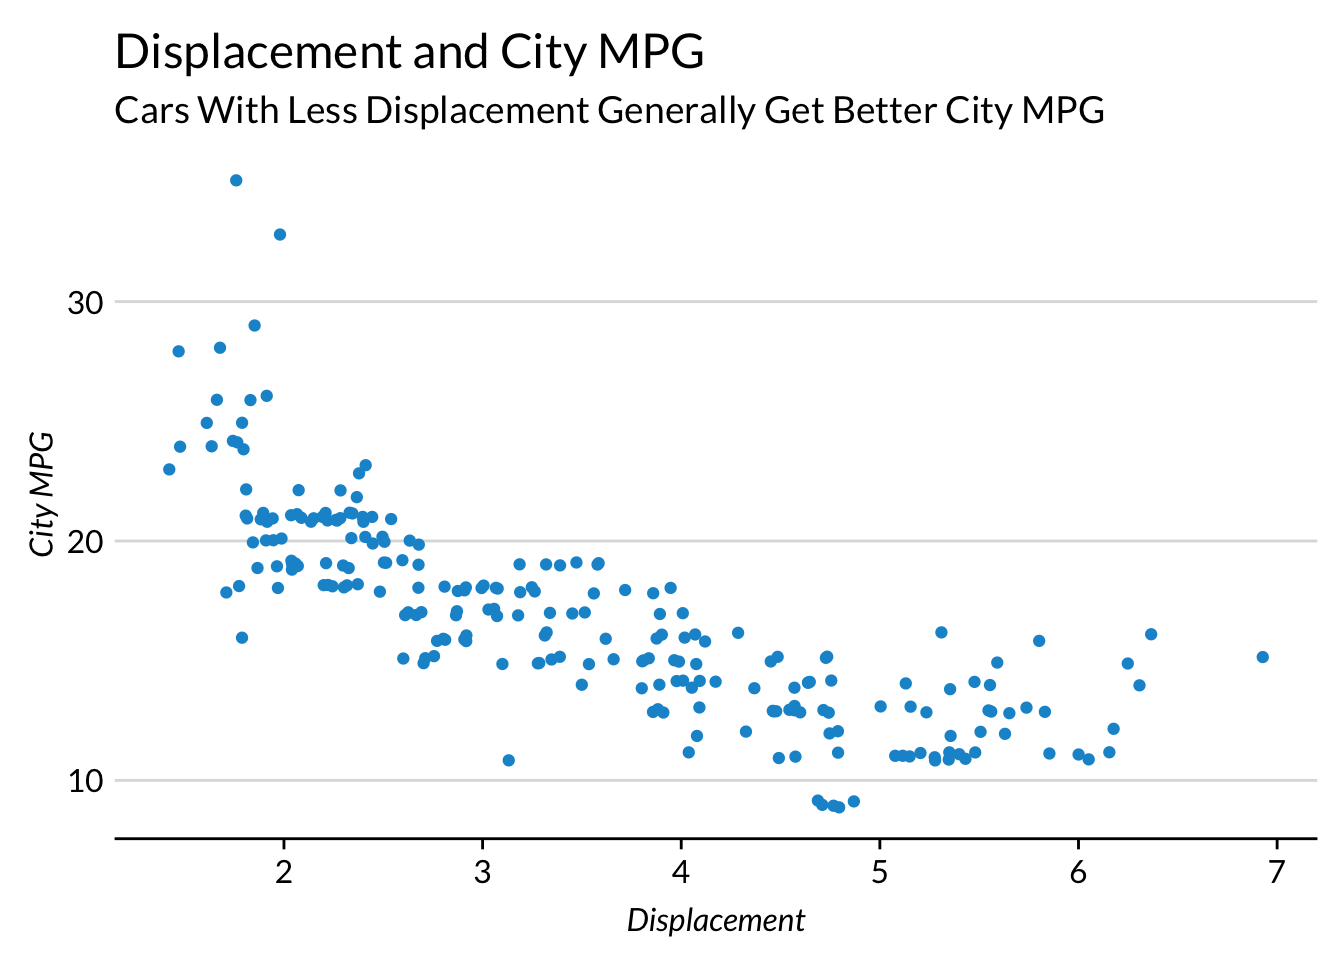 Displacement and City MPG
Cars With Less Displacement Generally Get Better City MPG
30
20
10
City MPG
2 3 4 5 6 7
Displacement